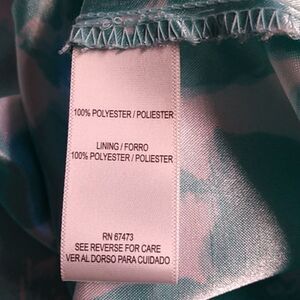 100% POLYESTER / POLIESTER
LINING / FORRO
100% POLYESTER / POLIESTER
RN 67473
SEE REVERSE FOR CARE
VER AL DORSO PARA CUIDADO